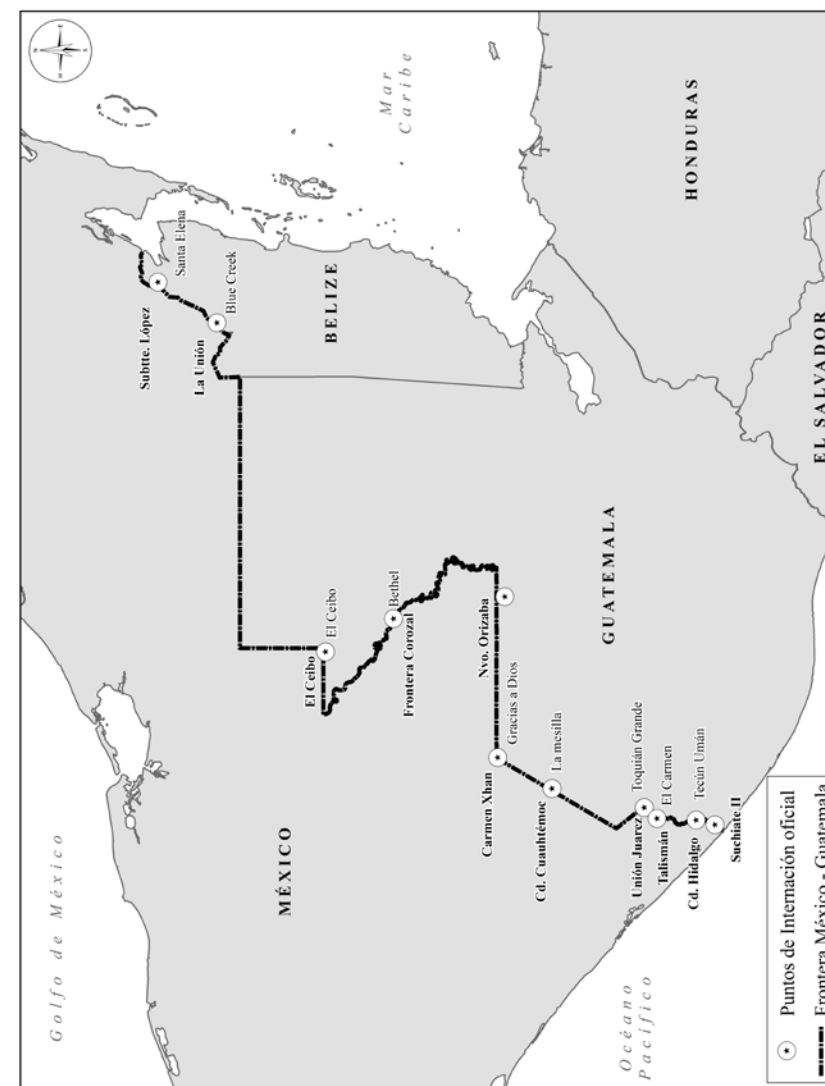 Golfo de México
MÉXICO
Océano
Pacífico
Mar
Caribe
BELIZE
GUATEMALA
HONDURAS
EL SALVADOR
Subtte. López
Santa Elena
La Unión
Blue Creek
El Ceibo
El Ceibo
Frontera Corozal
Bethel
Nvo. Orizaba
Carmen Xhan
Gracias a Dios
Cd. Cuauhtémoc
La mesilla
Unión Juarez
Toquián Grande
Talismán
El Carmen
Cd. Hidalgo
Tecún Umán
Suchiate II
Puntos de Internación oficial
Frontera México - Guatemala
N
E
S